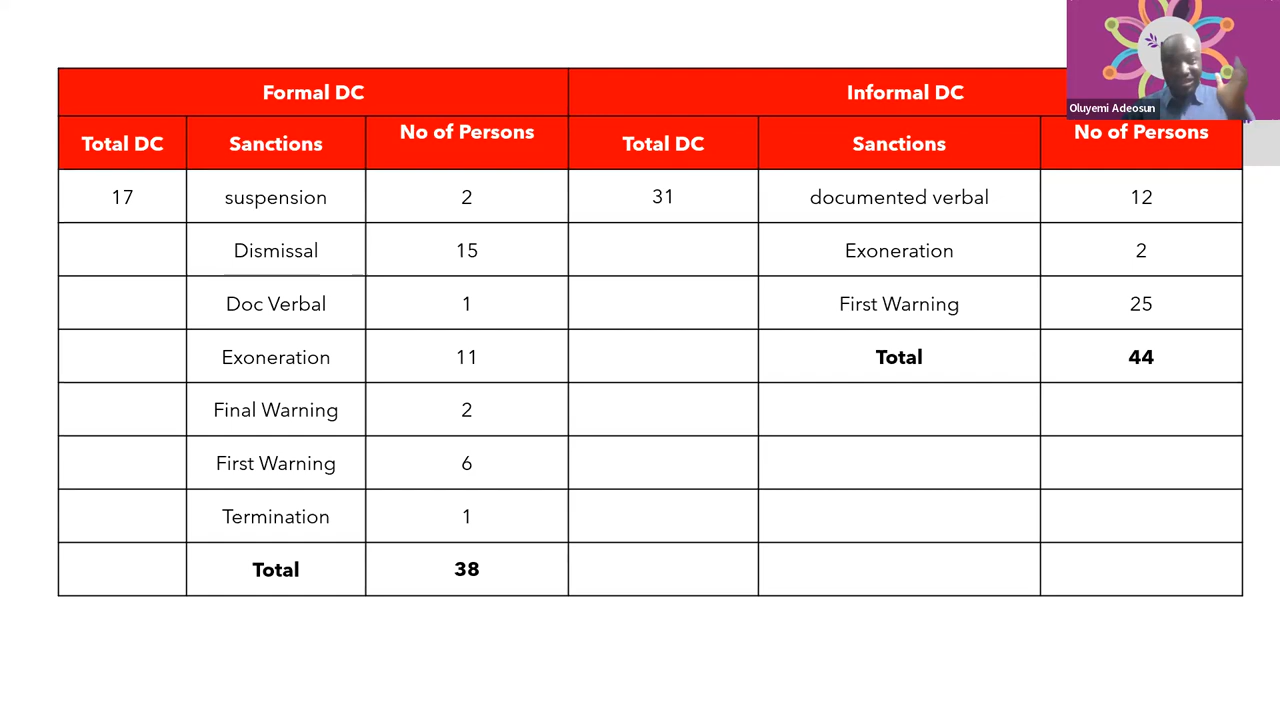 Oluyemi Adeosun
Formal DC Informal DC
Total DC Sanctions No of Persons Total DC Sanctions No of Persons
17 suspension 2 31 documented verbal 12
Dismissal 15 Exoneration 2
Doc Verbal 1 First Warning 25
Exoneration 11 Total 44
Final Warning 2
First Warning 6
Termination 1
Total 38